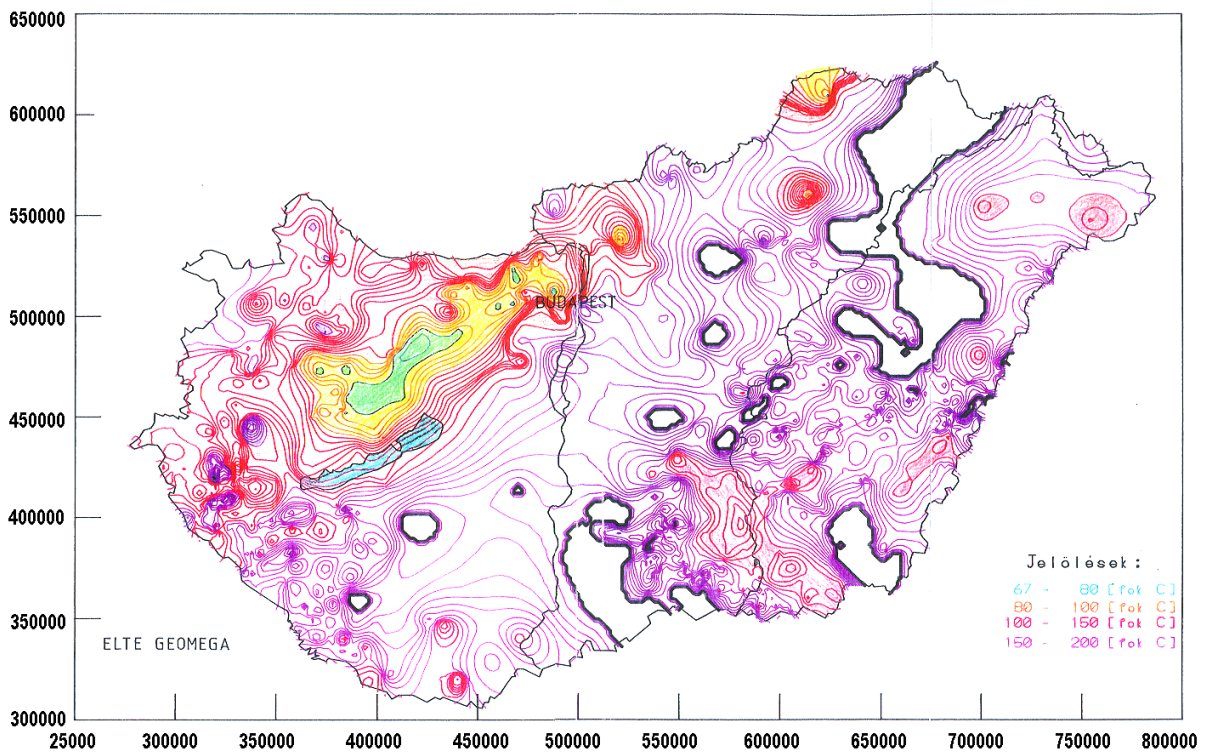 650000
600000
550000
500000
450000
400000
350000
300000
BUDAPEST
Jelölések :
67 - 80 [fok C]
80 - 100 [fok C]
100 - 150 [fok C]
150 - 200 [fok C]
ELTE GEOMEGA
25000 300000 350000 400000 450000 500000 550000 600000 650000 700000 750000 800000